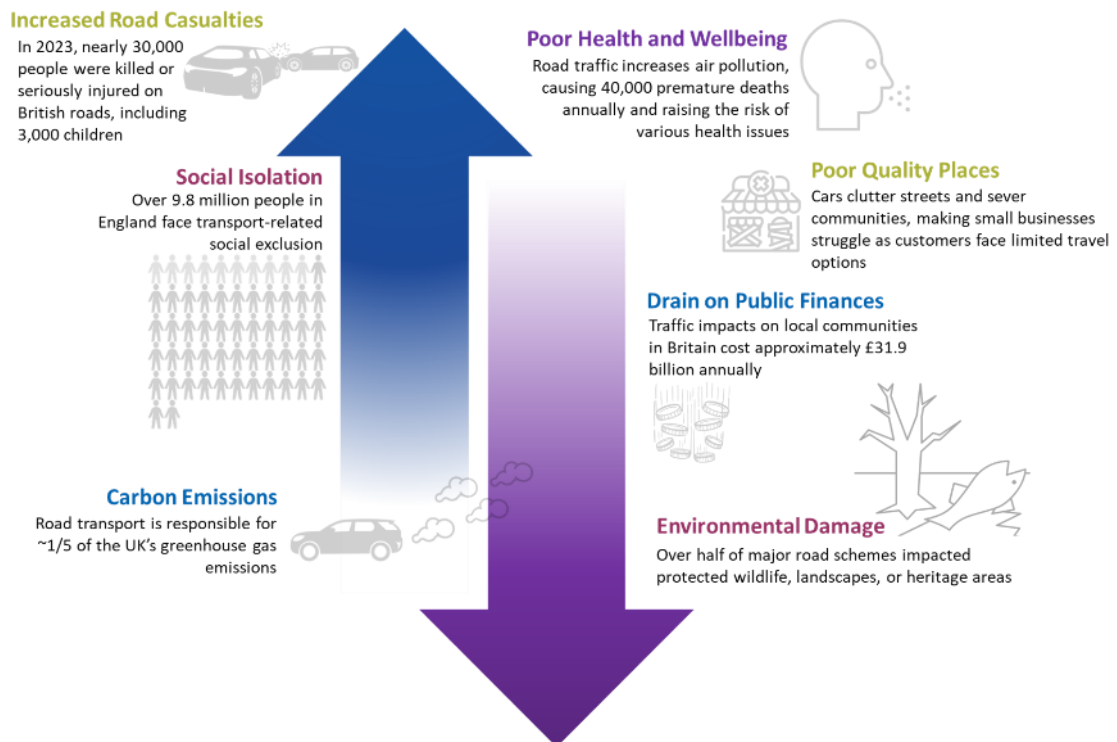 Increased Road Casualties
In 2023, nearly 30,000
people were killed or
seriously injured on
British roads, including
3,000 children
Social Isolation
Over 9.8 million people in
England face transport-related
social exclusion
Carbon Emissions
Road transport is responsible for
~1/5 of the UK's greenhouse gas
emissions
Poor Health and Wellbeing
Road traffic increases air pollution,
causing 40,000 premature deaths
annually and raising the risk of
various health issues
Poor Quality Places
Cars clutter streets and sever
communities, making small businesses
struggle as customers face limited travel
options
Drain on Public Finances
Traffic impacts on local communities
in Britain cost approximately £31.9
billion annually
Environmental Damage
Over half of major road schemes impacted
protected wildlife, landscapes, or heritage areas